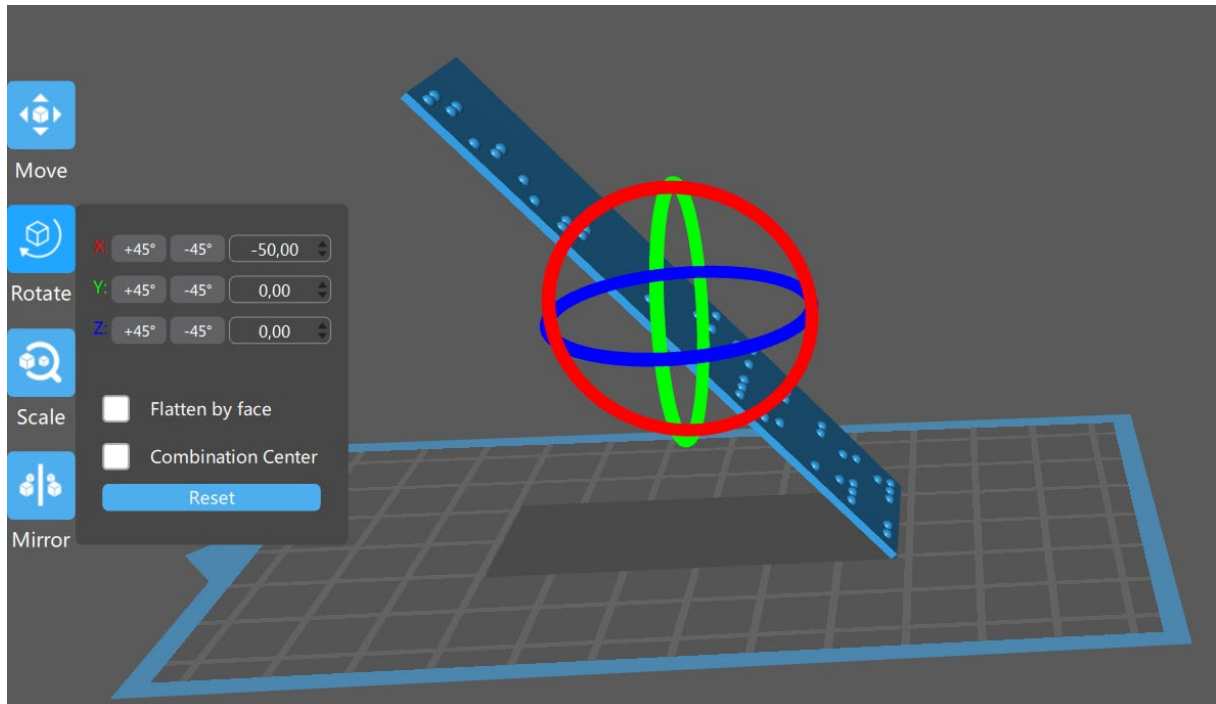 Move
Rotate
Scale
Mirror
X: +45° -45° -50,00
Y: +45° -45° 0,00
Z: +45° -45° 0,00
Flatten by face
Combination Center
Reset